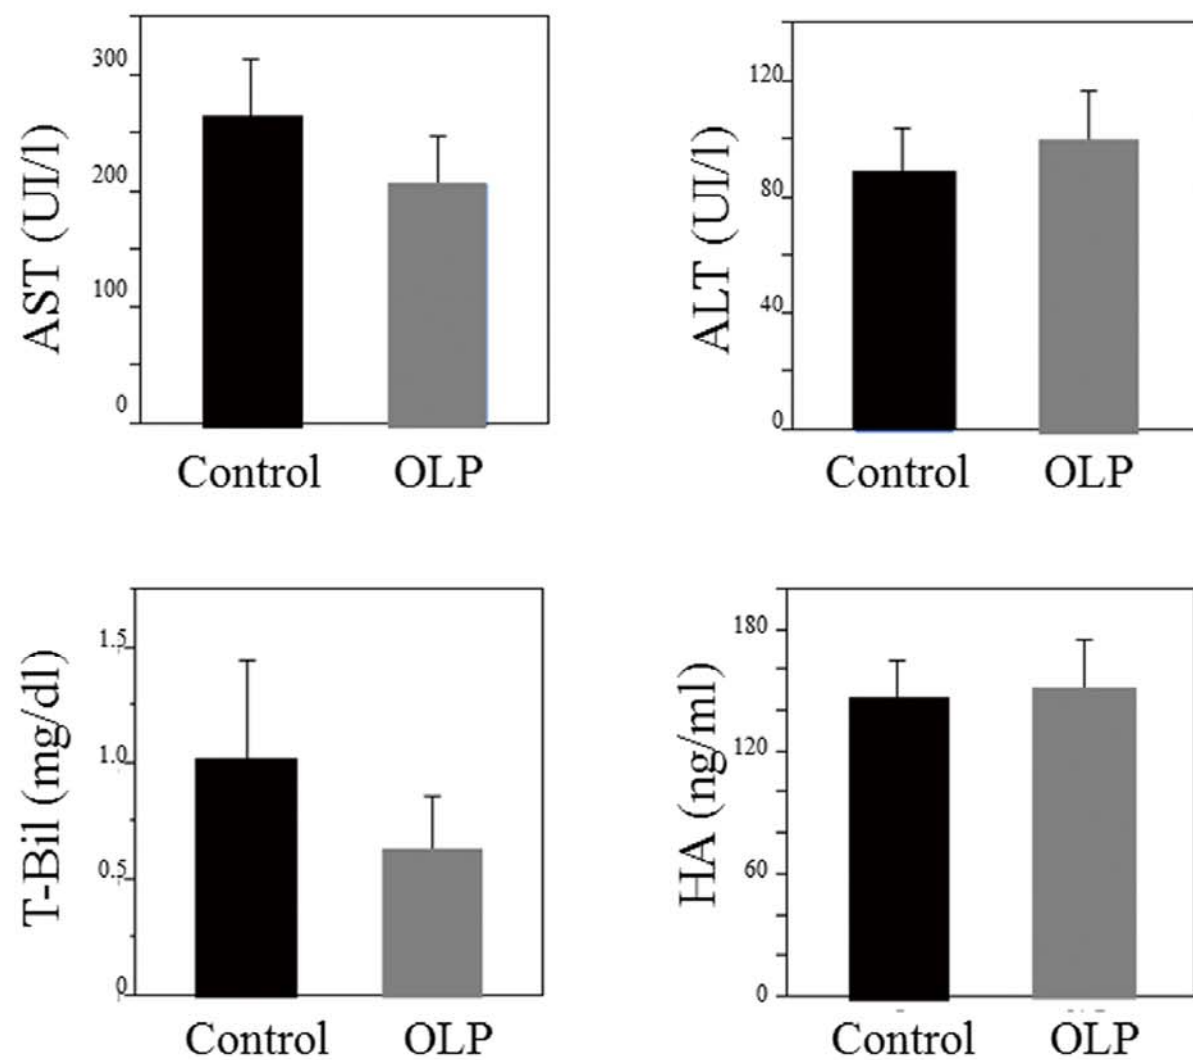 AST (UI/l)
300
200
100
0
Control OLP
ALT (UI/l)
120
80
40
0
Control OLP
T-Bil (mg/dl)
1.5
1.0
0.5
0
Control OLP
HA (ng/ml)
180
120
60
0
Control OLP